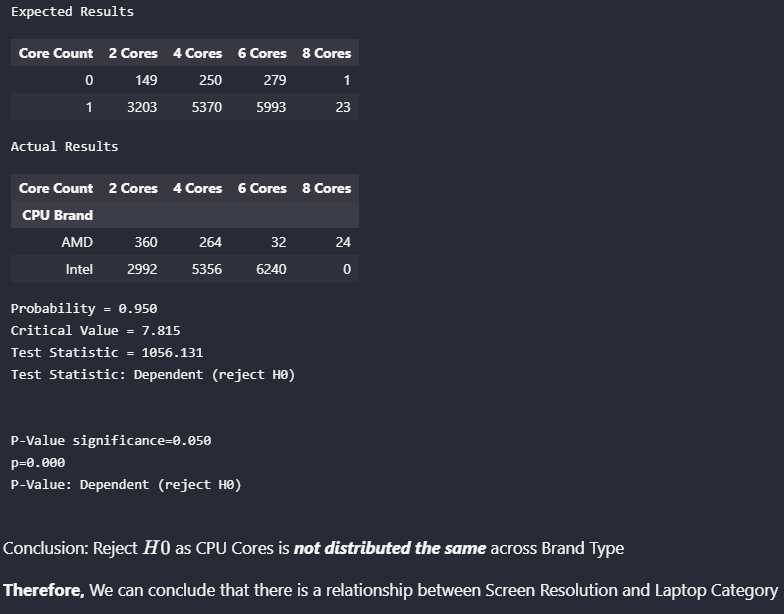 Expected Results
Core Count 2 Cores 4 Cores 6 Cores 8 Cores
0 149 250 279 1
1 3203 5370 5993 23
Actual Results
Core Count 2 Cores 4 Cores 6 Cores 8 Cores
CPU Brand
AMD 360 264 32 24
Intel 2992 5356 6240 0
Probability = 0.950
Critical Value = 7.815
Test Statistic = 1056.131
Test Statistic: Dependent (reject H0)
P-Value significance=0.050
p=0.000
P-Value: Dependent (reject H0)
Conclusion: Reject H0 as CPU Cores is not distributed the same across Brand Type
Therefore, We can conclude that there is a relationship between Screen Resolution and Laptop Category